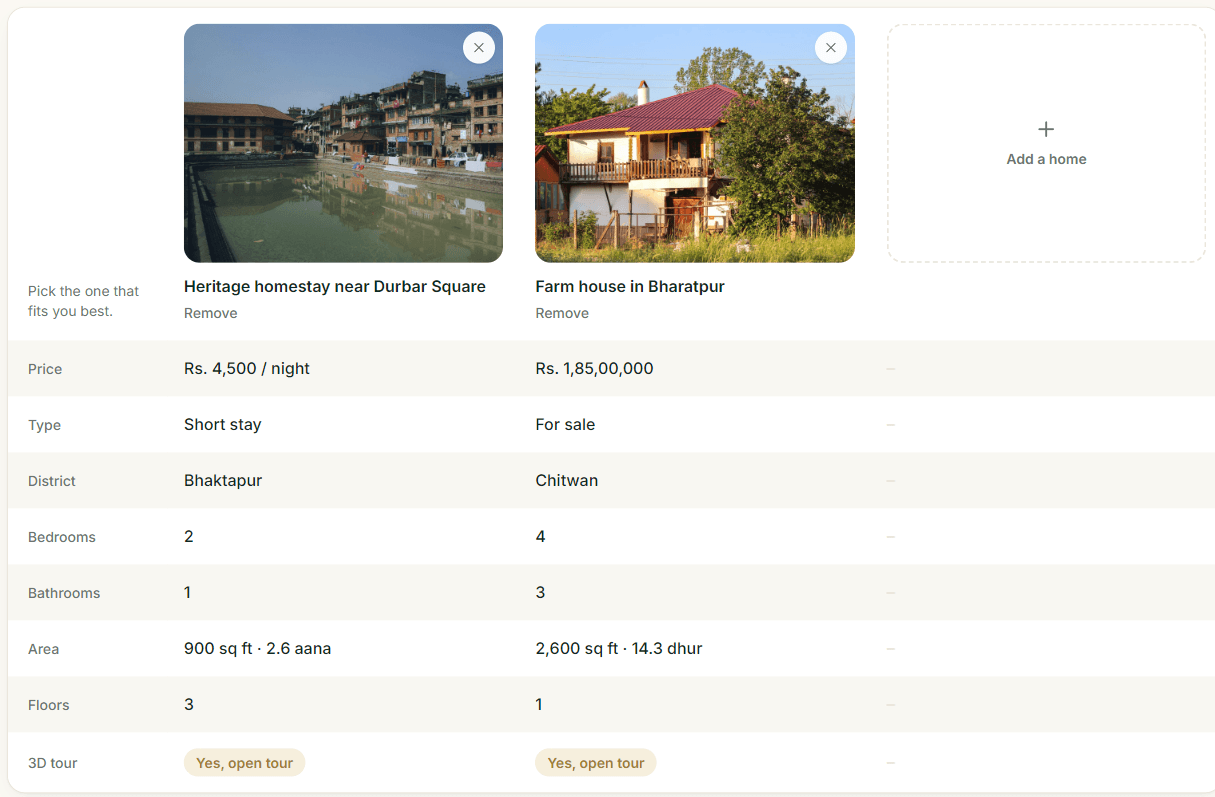 Pick the one that
fits you best.
Heritage homestay near Durbar Square
Remove
Farm house in Bharatpur
Remove
Add a home
Price
Rs. 4,500 / night
Rs. 1,85,00,000
–
Type
Short stay
For sale
–
District
Bhaktapur
Chitwan
–
Bedrooms
2
4
–
Bathrooms
1
3
–
Area
900 sq ft · 2.6 aana
2,600 sq ft · 14.3 dhur
–
Floors
3
1
–
3D tour
Yes, open tour
Yes, open tour
–